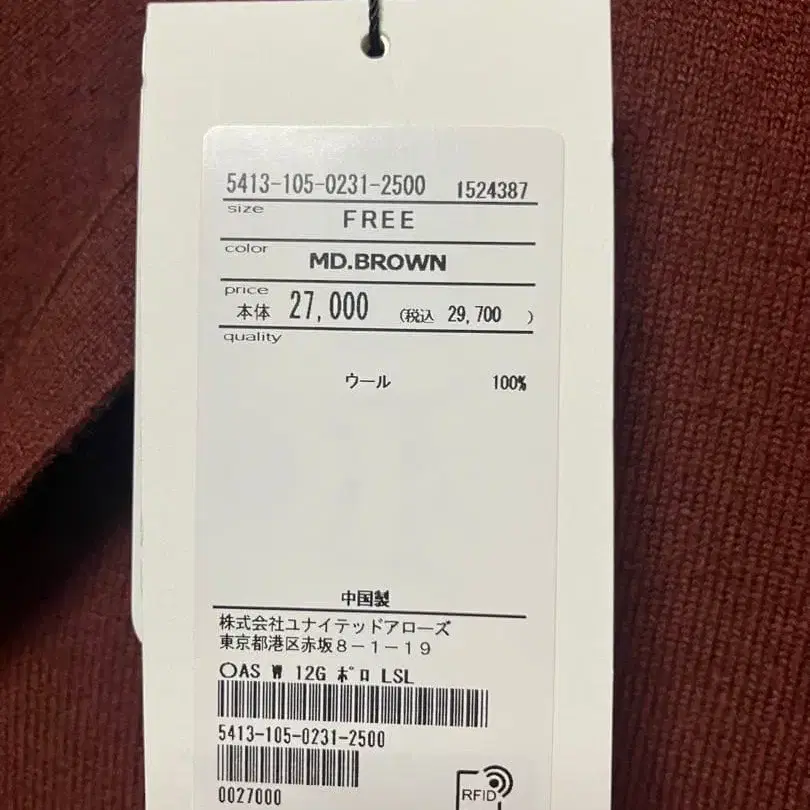 5413-105-0231-2500 1524387
size FREE
color MD.BROWN
price 本体 27,000 (税込 29,700 )
quality
ウール 100%
中国製
株式会社ユナイテッドアローズ
東京都港区赤坂8-1-19
〇AS W 12G ポロ LSL
5413-105-0231-2500
0027000
RFID